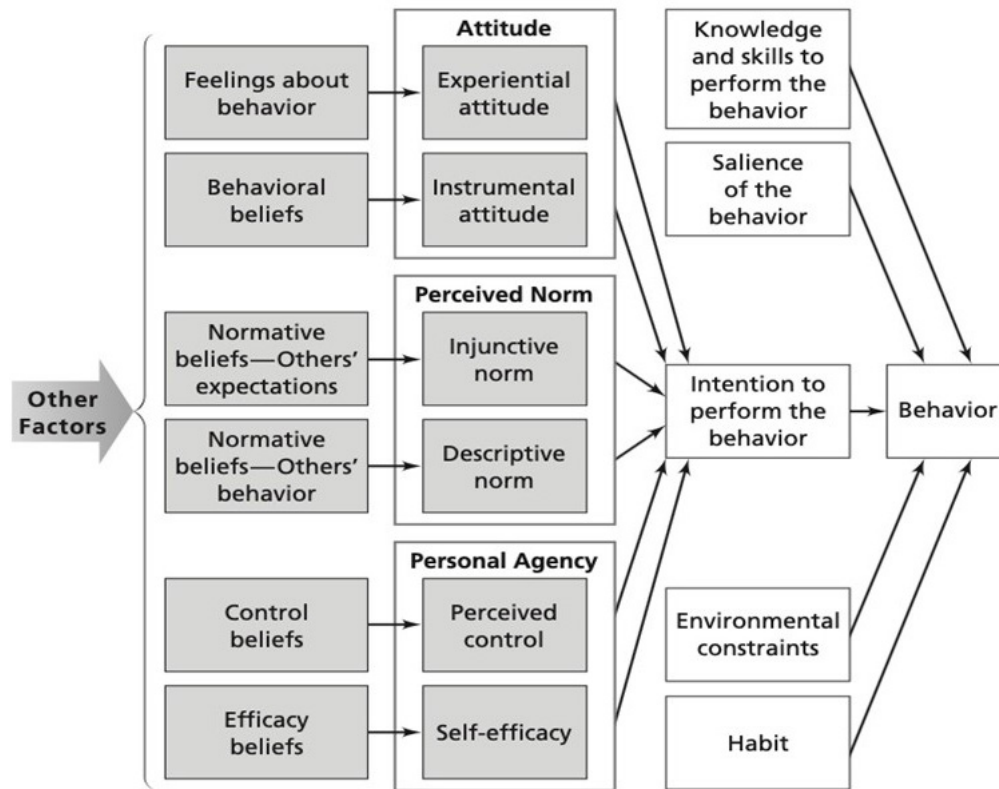 Other
Factors
Feelings about
behavior
Behavioral
beliefs
Normative
beliefs—Others’
expectations
Normative
beliefs—Others’
behavior
Control
beliefs
Efficacy
beliefs
Attitude
Experiential
attitude
Instrumental
attitude
Perceived Norm
Injunctive
norm
Descriptive
norm
Personal Agency
Perceived
control
Self-efficacy
Knowledge
and skills to
perform the
behavior
Salience
of the
behavior
Intention to
perform the
behavior
Environmental
constraints
Habit
Behavior